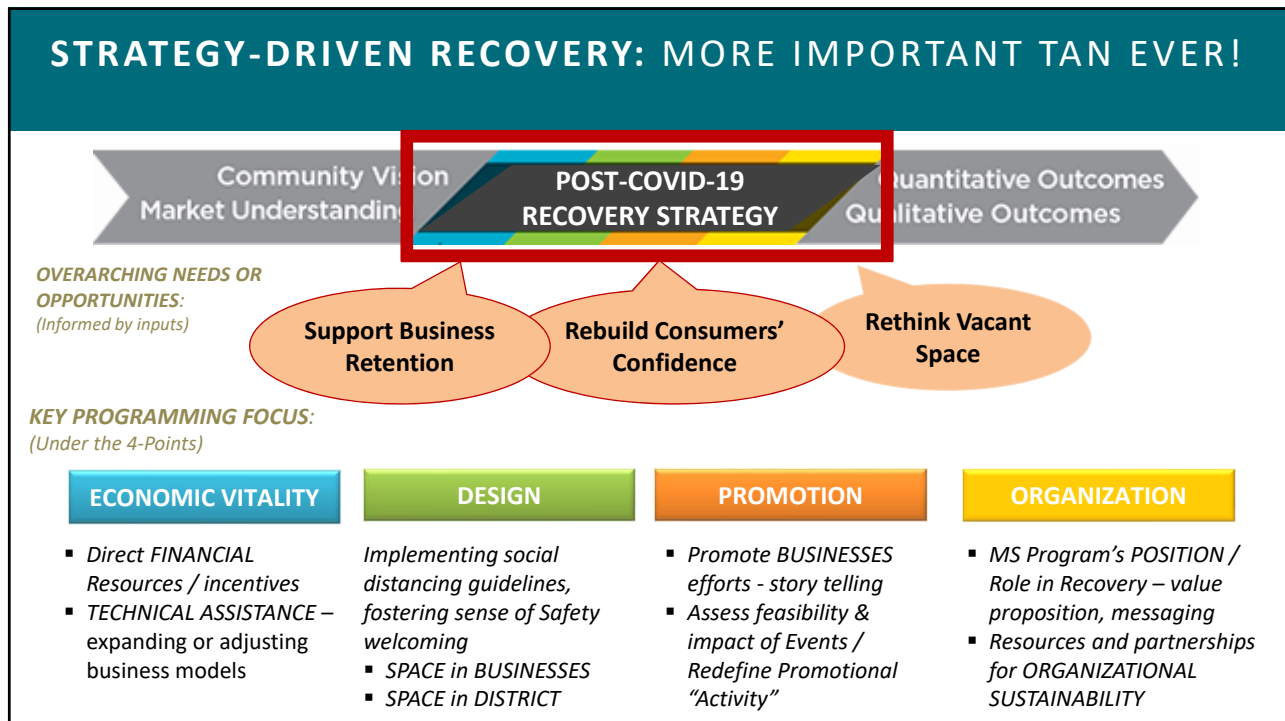 STRATEGY-DRIVEN RECOVERY: MORE IMPORTANT TAN EVER!
Community Vision
Market Understanding
POST-COVID-19
RECOVERY STRATEGY
Quantitative Outcomes
Qualitative Outcomes
OVERARCHING NEEDS OR
OPPORTUNITIES:
(Informed by inputs)
Support Business
Retention
Rebuild Consumers’
Confidence
Rethink Vacant
Space
KEY PROGRAMMING FOCUS:
(Under the 4-Points)
ECONOMIC VITALITY
▪ Direct FINANCIAL
Resources / incentives
▪ TECHNICAL ASSISTANCE –
expanding or adjusting
business models
DESIGN
Implementing social
distancing guidelines,
fostering sense of Safety
welcoming
▪ SPACE in BUSINESSES
▪ SPACE in DISTRICT
PROMOTION
▪ Promote BUSINESSES
efforts - story telling
▪ Assess feasibility &
impact of Events /
Redefine Promotional
“Activity”
ORGANIZATION
▪ MS Program’s POSITION /
Role in Recovery – value
proposition, messaging
▪ Resources and partnerships
for ORGANIZATIONAL
SUSTAINABILITY